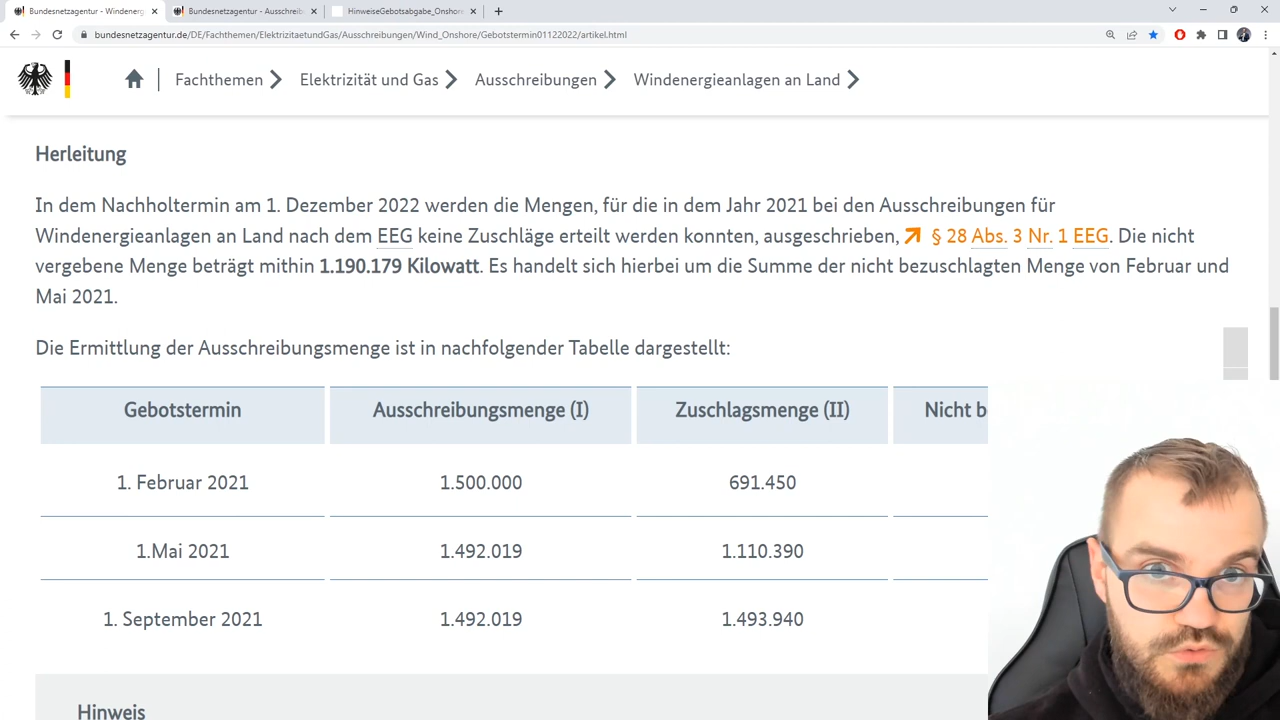 Bundesnetzagentur - Windenerg
Bundesnetzagentur - Ausschreib
HinweiseGebotsabgabe_Onshore
bundesnetzagentur.de/DE/Fachthemen/ElektrizitaetundGas/Ausschreibungen/Wind_Onshore/Gebotstermin01122022/artikel.html
Fachthemen
Elektrizität und Gas
Ausschreibungen
Windenergieanlagen an Land
Herleitung
In dem Nachholtermin am 1. Dezember 2022 werden die Mengen, für die in dem Jahr 2021 bei den Ausschreibungen für
Windenergieanlagen an Land nach dem EEG keine Zuschläge erteilt werden konnten, ausgeschrieben, § 28 Abs. 3 Nr. 1 EEG. Die nicht
vergebene Menge beträgt mithin 1.190.179 Kilowatt. Es handelt sich hierbei um die Summe der nicht bezuschlagten Menge von Februar und
Mai 2021.
Die Ermittlung der Ausschreibungsmenge ist in nachfolgender Tabelle dargestellt:
Gebotstermin Ausschreibungsmenge (I) Zuschlagsmenge (II) Nicht b
1. Februar 2021 1.500.000 691.450
1.Mai 2021 1.492.019 1.110.390
1. September 2021 1.492.019 1.493.940
Hinweis